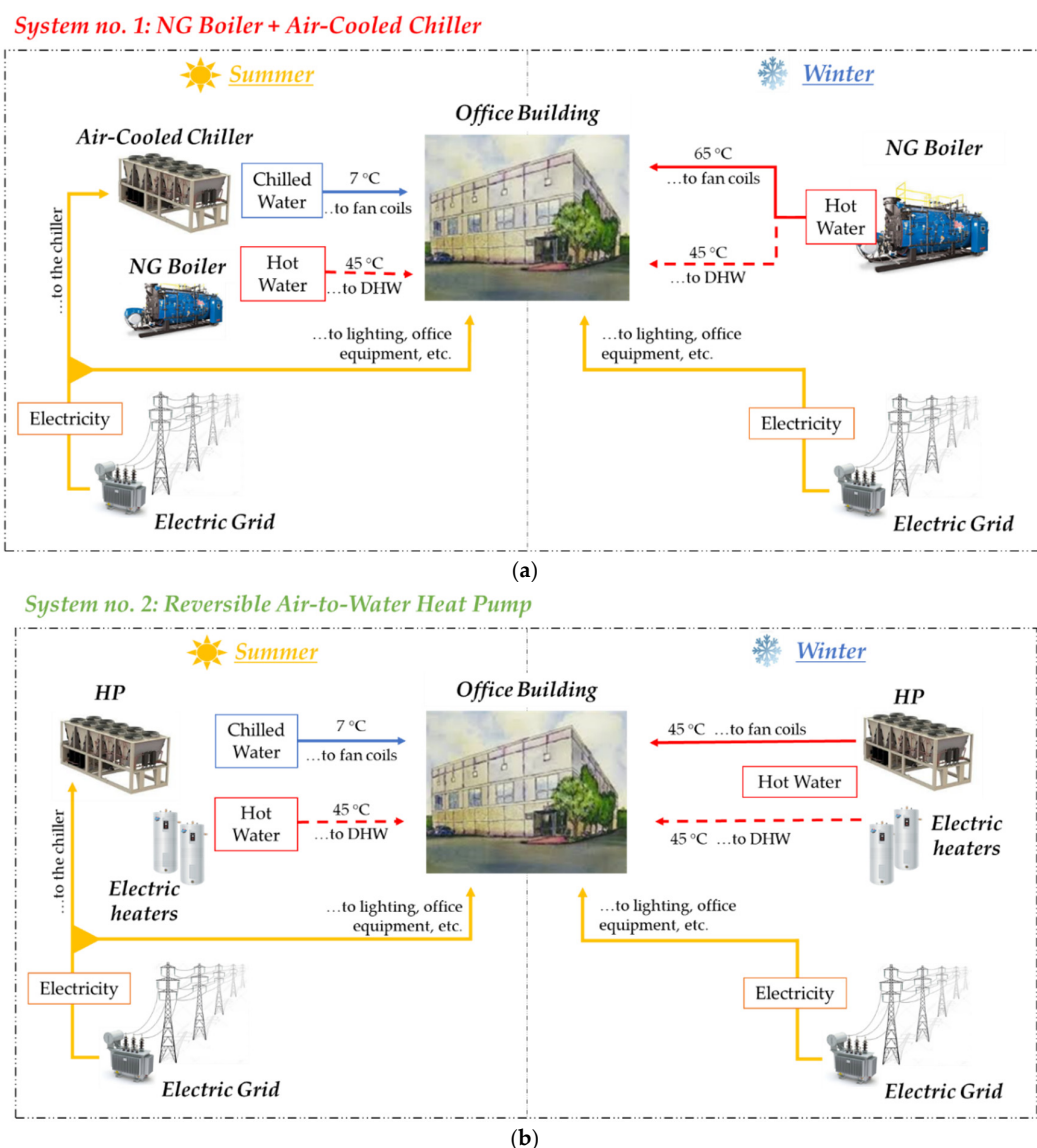 System no. 1: NG Boiler + Air-Cooled Chiller
Summer
Winter
Office Building
Air-Cooled Chiller
NG Boiler
Chilled
Water
7 °C
…to fan coils
65 °C
…to fan coils
Hot
Water
…to the chiller
NG Boiler
Hot
Water
45 °C
…to DHW
45 °C
…to DHW
…to lighting, office
equipment, etc.
…to lighting, office
equipment, etc.
Electricity
Electricity
Electric Grid
Electric Grid
(a)
System no. 2: Reversible Air-to-Water Heat Pump
Summer
Winter
HP
Office Building
HP
Chilled
Water
7 °C
…to fan coils
45 °C …to fan coils
Hot Water
…to the chiller
Hot
Water
45 °C
…to DHW
45 °C …to DHW
Electric
heaters
Electric
heaters
…to lighting, office
equipment, etc.
…to lighting, office
equipment, etc.
Electricity
Electricity
Electric Grid
Electric Grid
(b)